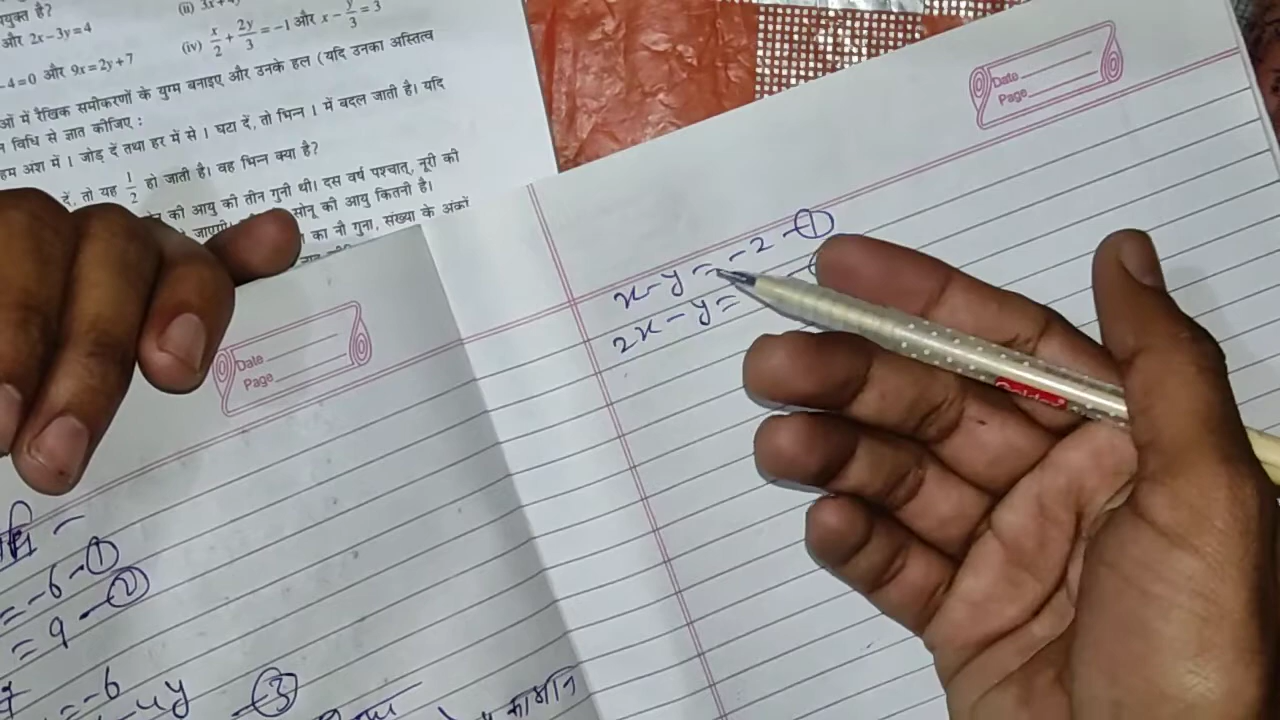 (ii)
और 2x-3y=4
(iv) x/2 + 2y/3 = -1 और x - y/3 = 3
-4=0 और 9x=2y+7
ओं में रैखिक समीकरणों के युग्म बनाइए और उनके हल (यदि उनका अस्तित्व
विधि से ज्ञात कीजिए :
हम अंश में 1 जोड़ दें तथा हर में से 1 घटा दें, तो भिन्न 1 में बदल जाती है। यदि
दें, तो यह 1/2 हो जाती है। वह भिन्न क्या है?
की आयु की तीन गुनी थी। दस वर्ष पश्चात्, नूरी की
सोनू की आयु कितनी है।
का नौ गुना, संख्या के अंकों
Date
Page
x-y=-2 -①
2x-y=
Date
Page
=-6-①
=9-②
=-6
4y -③